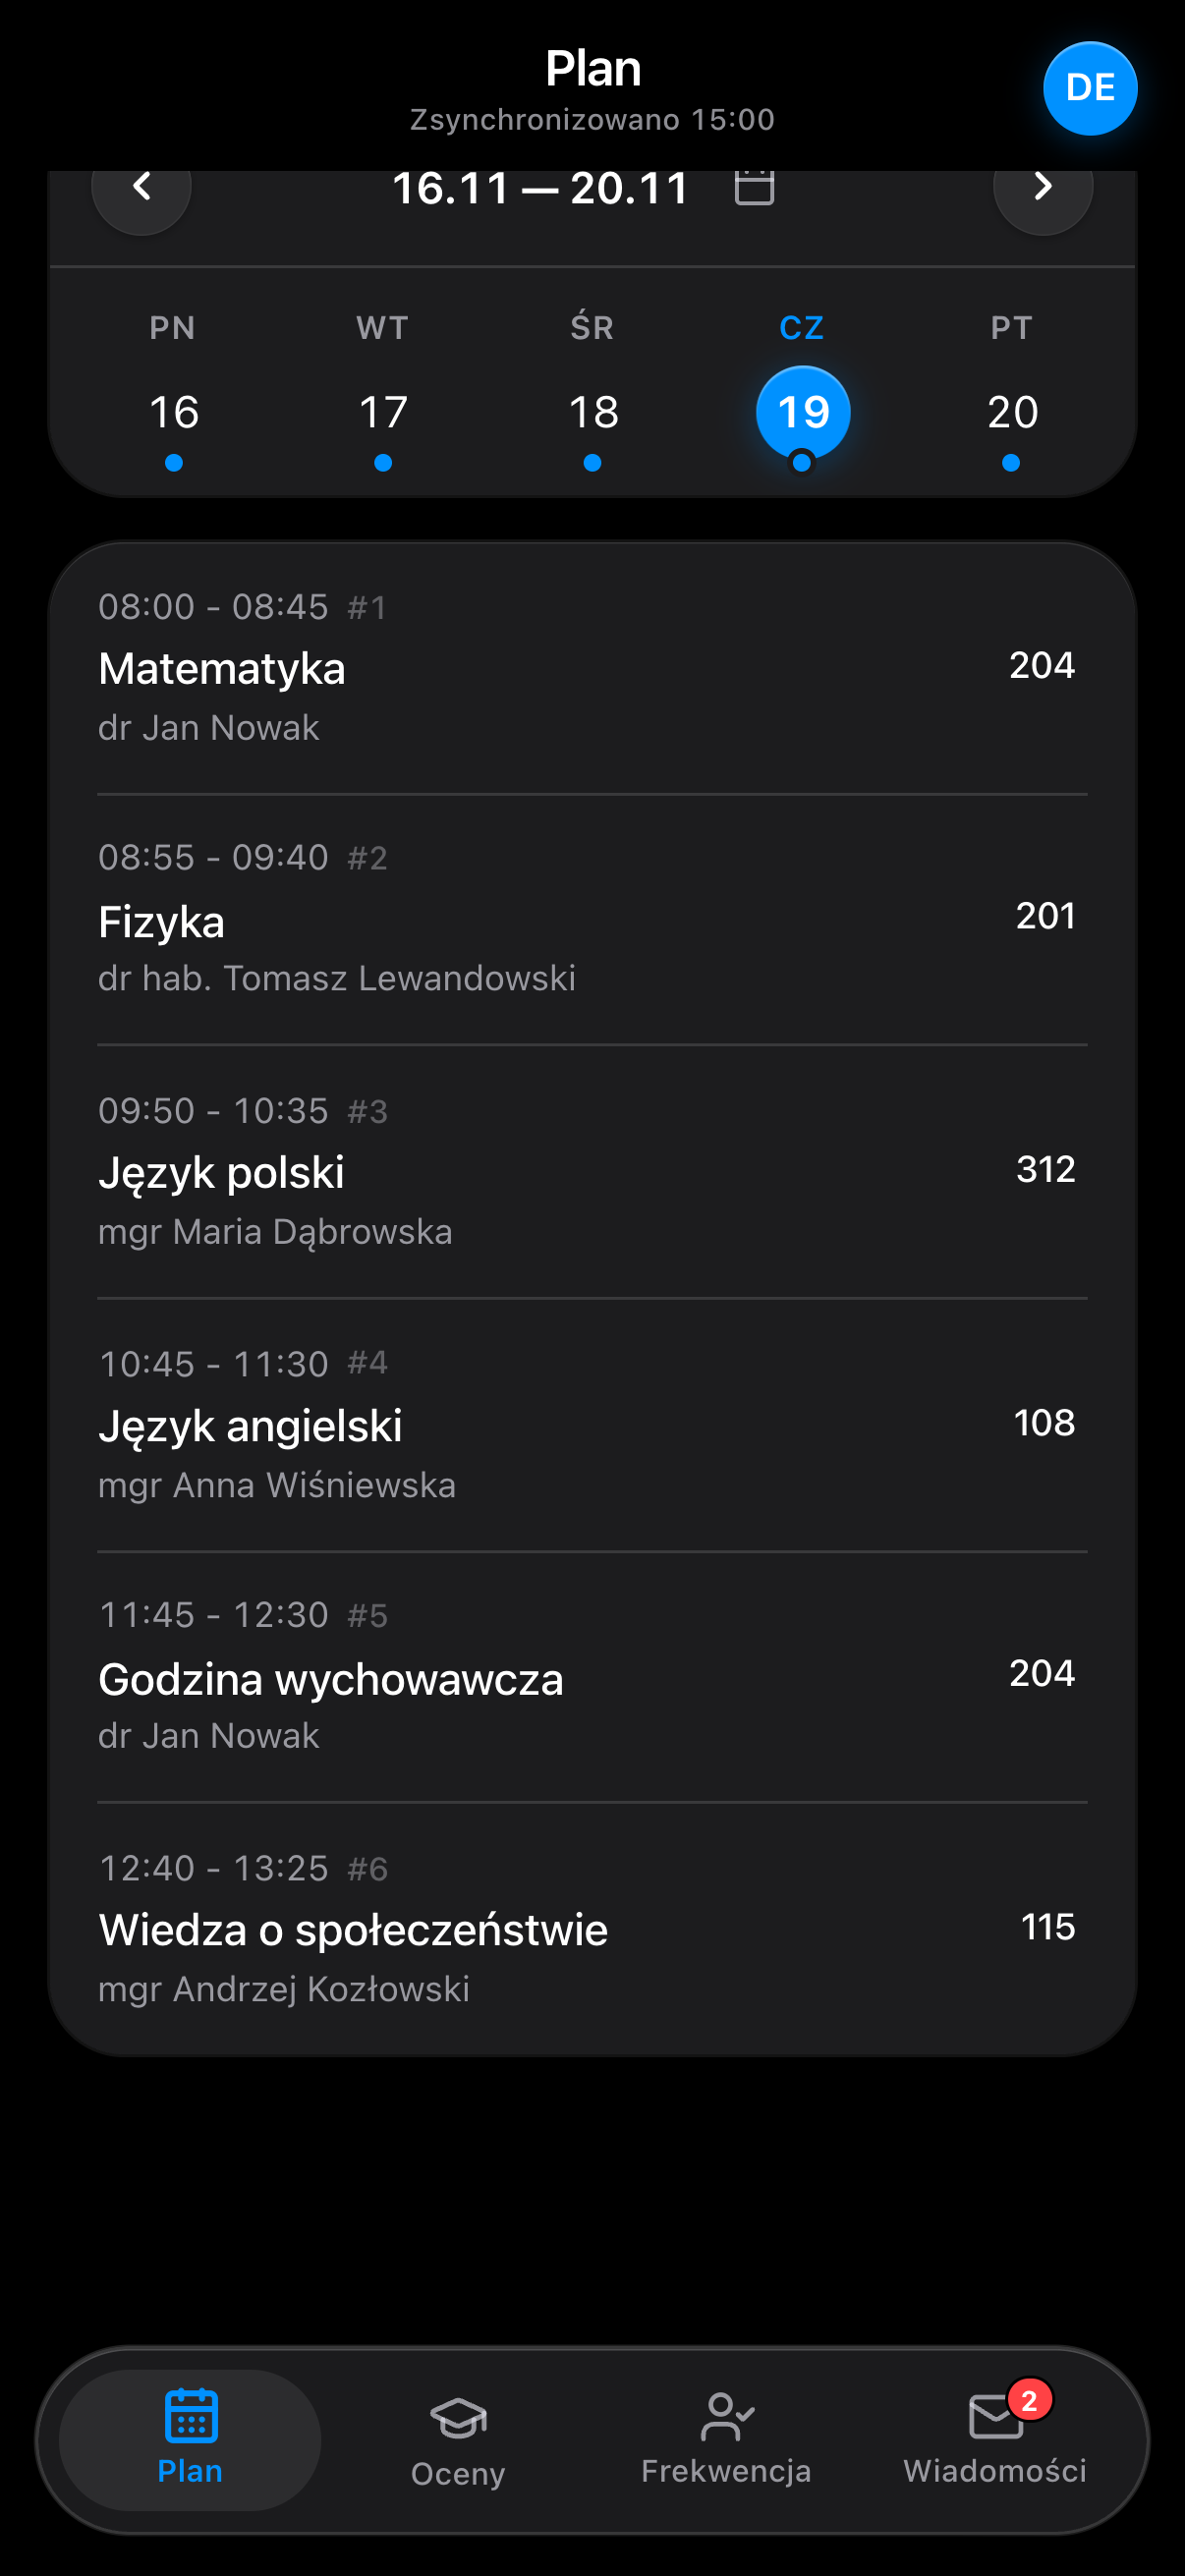 Plan
Zsynchronizowano 15:00
DE
16.11 — 20.11
PN WT ŚR CZ PT
16 17 18 19 20
08:00 - 08:45 #1
Matematyka 204
dr Jan Nowak
08:55 - 09:40 #2
Fizyka 201
dr hab. Tomasz Lewandowski
09:50 - 10:35 #3
Język polski 312
mgr Maria Dąbrowska
10:45 - 11:30 #4
Język angielski 108
mgr Anna Wiśniewska
11:45 - 12:30 #5
Godzina wychowawcza 204
dr Jan Nowak
12:40 - 13:25 #6
Wiedza o społeczeństwie 115
mgr Andrzej Kozłowski
2
Plan Oceny Frekwencja Wiadomości